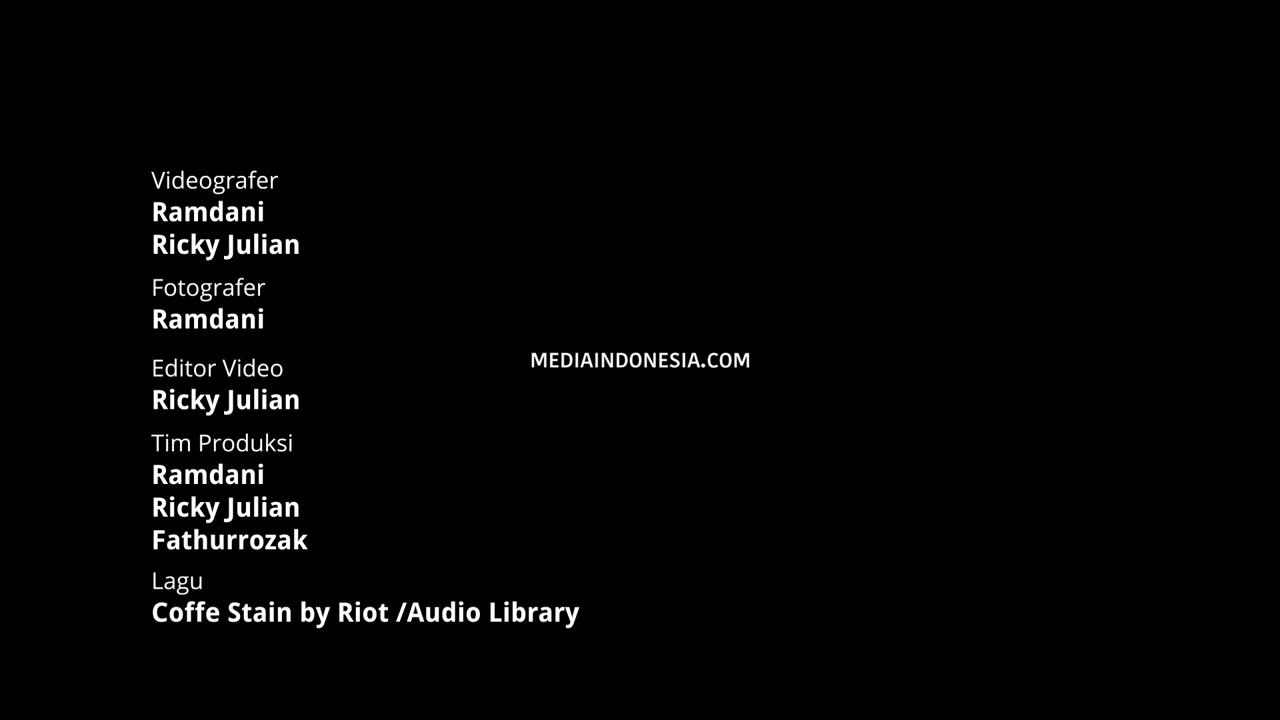 Videografer
Ramdani
Ricky Julian
Fotografer
Ramdani
MEDIAINDONESIA.COM
Editor Video
Ricky Julian
Tim Produksi
Ramdani
Ricky Julian
Fathurrozak
Lagu
Coffe Stain by Riot /Audio Library